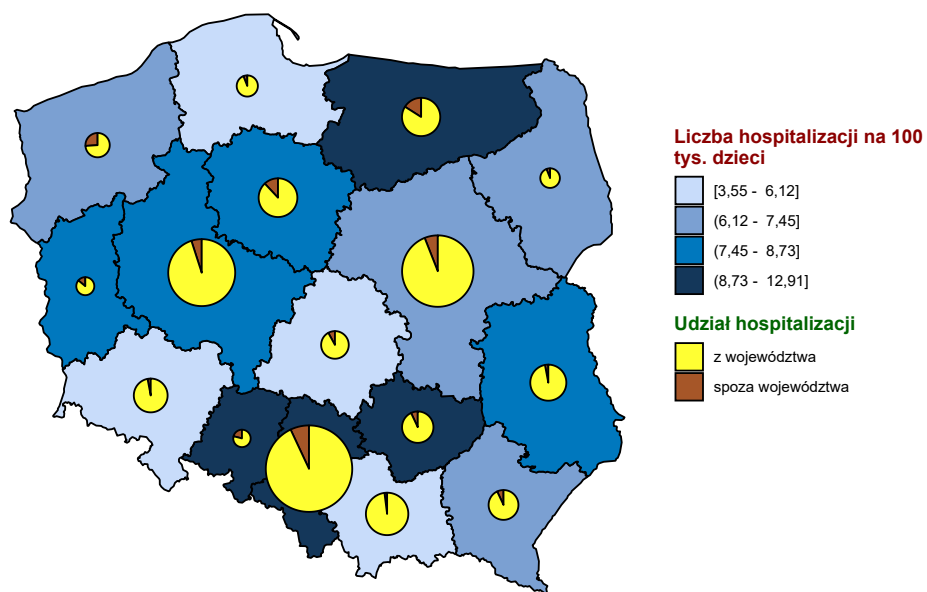 Liczba hospitalizacji na 100
tys. dzieci
[3,55 - 6,12]
(6,12 - 7,45]
(7,45 - 8,73]
(8,73 - 12,91]
Udział hospitalizacji
z województwa
spoza województwa